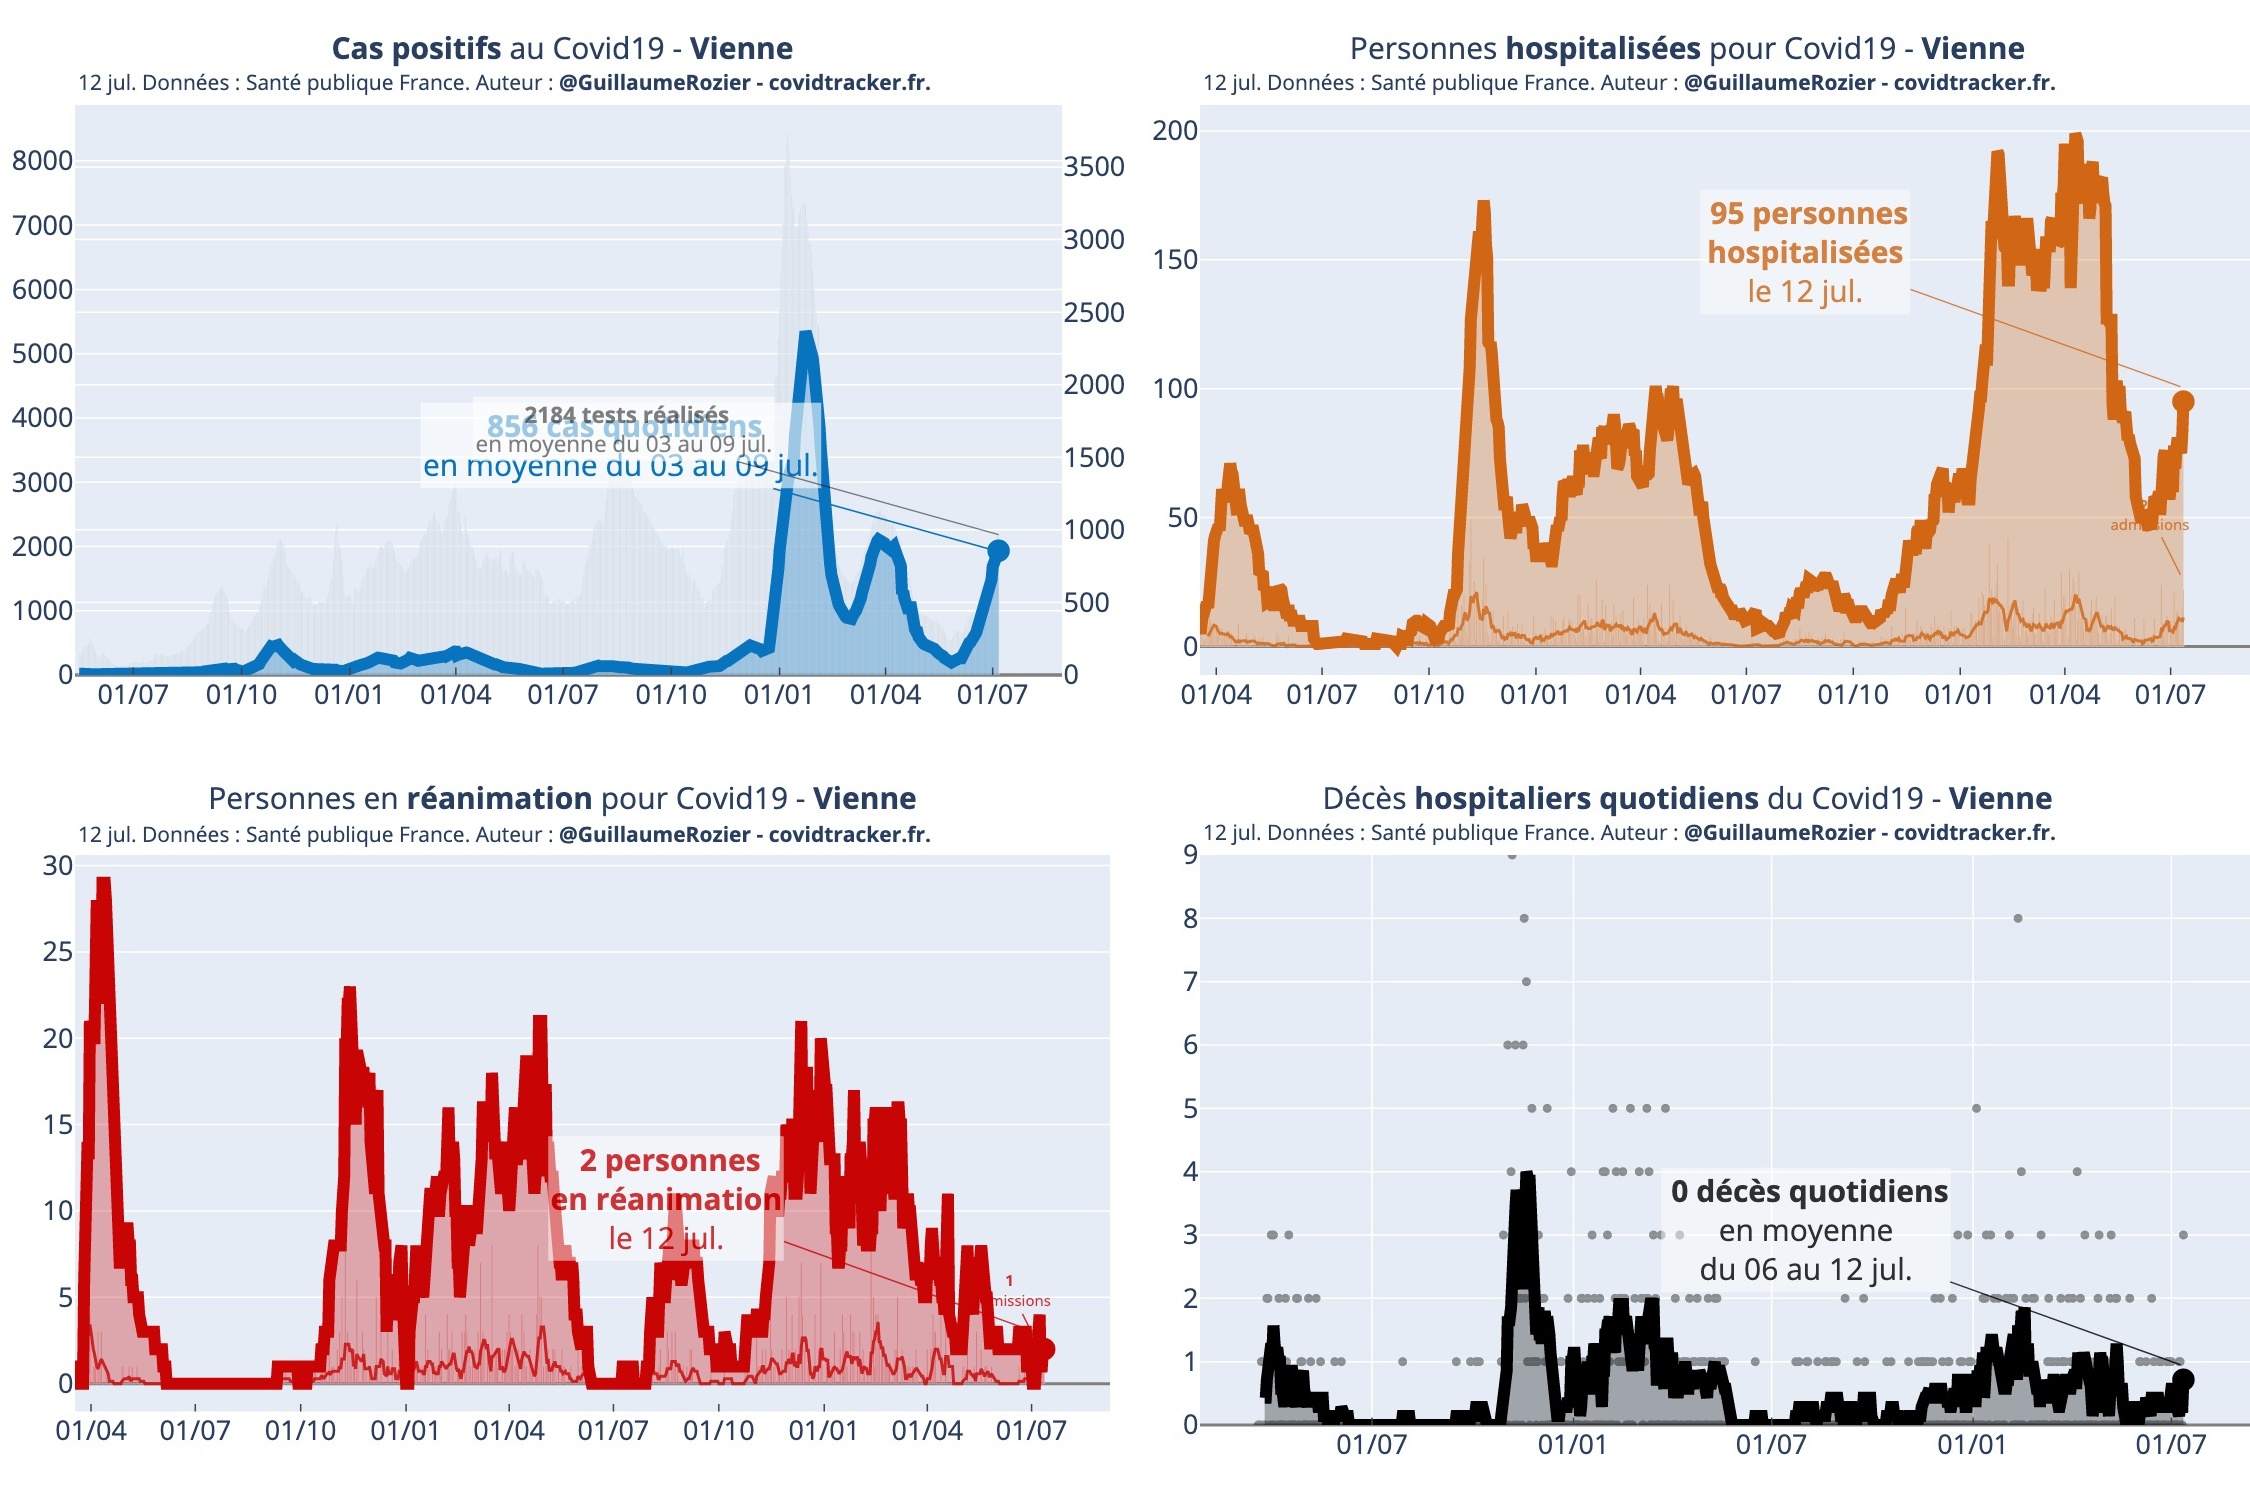 Cas positifs au Covid19 - Vienne
12 jul. Données : Santé publique France. Auteur : @GuillaumeRozier - covidtracker.fr.
8000
7000
6000
5000
4000
3000
2000
1000
0
3500
3000
2500
2000
1500
1000
500
0
2184 tests réalisés
en moyenne du 03 au 09 jul.
856 cas quotidiens
en moyenne du 03 au 09 jul.
01/07 01/10 01/01 01/04 01/07 01/10 01/01 01/04 01/07
Personnes hospitalisées pour Covid19 - Vienne
12 jul. Données : Santé publique France. Auteur : @GuillaumeRozier - covidtracker.fr.
200
150
100
50
0
95 personnes
hospitalisées
le 12 jul.
01/04 01/07 01/10 01/01 01/04 01/07 01/10 01/01 01/04 01/07
Personnes en réanimation pour Covid19 - Vienne
12 jul. Données : Santé publique France. Auteur : @GuillaumeRozier - covidtracker.fr.
30
25
20
15
10
5
0
2 personnes
en réanimation
le 12 jul.
1
01/04 01/07 01/10 01/01 01/04 01/07 01/10 01/01 01/04 01/07
Décès hospitaliers quotidiens du Covid19 - Vienne
12 jul. Données : Santé publique France. Auteur : @GuillaumeRozier - covidtracker.fr.
9
8
7
6
5
4
3
2
1
0
0 décès quotidiens
en moyenne
du 06 au 12 jul.
01/07 01/01 01/07 01/01 01/07